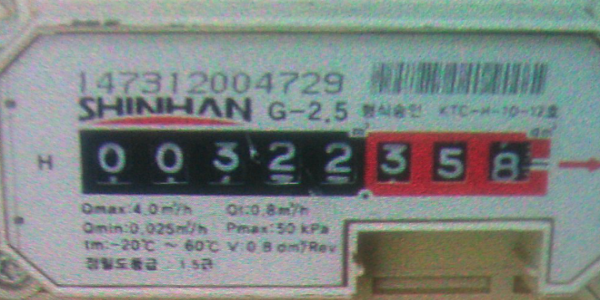 147312004729
SHINHAN G-2.5 형식승인 KTC-H-10-12호
m³ dm³
H 00322358
Qmax:4.0m³/h Qt:0.8m³/h
Qmin:0.025m³/h Pmax:50 kPa
tm:-20℃ ~ 60℃ V:0.8 dm³/Rev
정밀도등급 : 1.5급